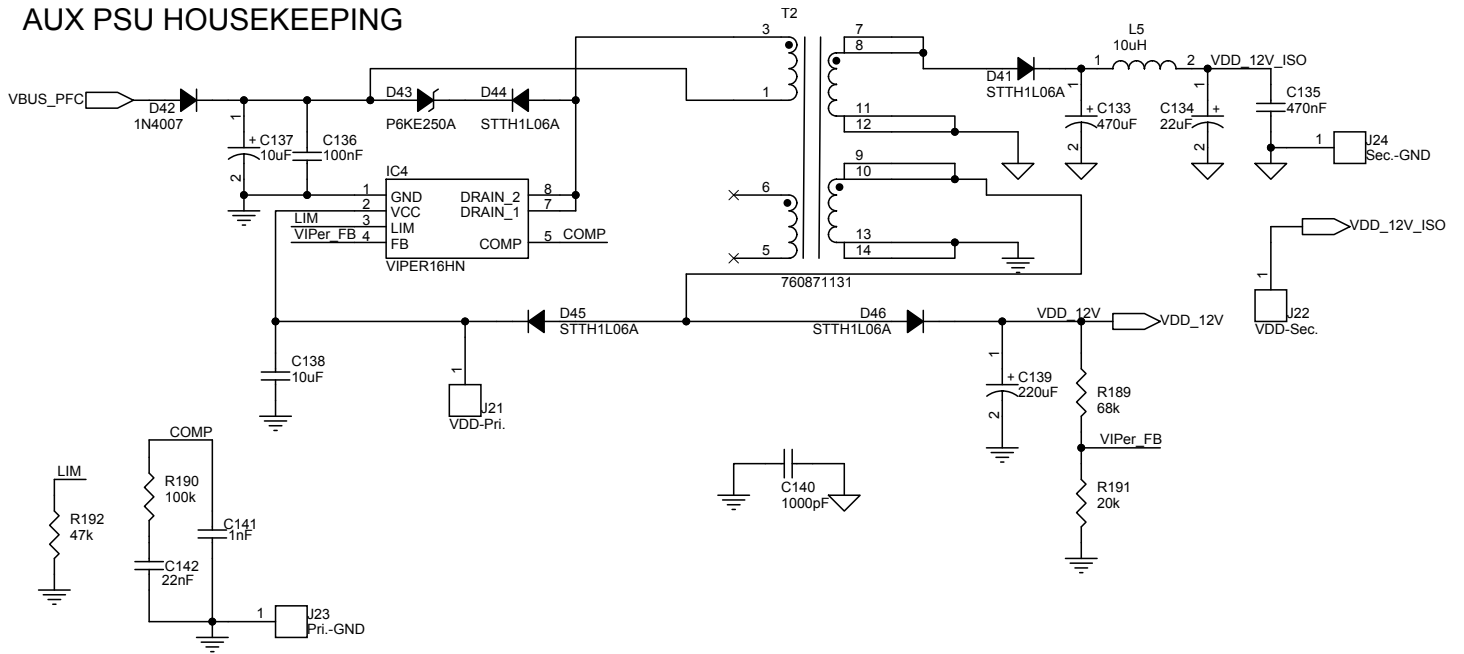 AUX PSU HOUSEKEEPING
T2
3
1
6
5
7
8
11
12
9
10
13
14
760871131
VBUS_PFC
D42
1N4007
D43
P6KE250A
D44
STTH1L06A
1
+
C137
10uF
2
C136
100nF
IC4
1
2
3
4
GND
VCC
LIM
FB
DRAIN_2
DRAIN_1
COMP
8
7
5
COMP
LIM
VIPer_FB
VIPER16HN
D41
STTH1L06A
L5
10uH
1
2
VDD_12V_ISO
1
+
C133
470uF
2
C134
22uF
1
+
2
C135
470nF
1
J24
Sec.-GND
VDD_12V_ISO
1
J22
VDD-Sec.
D45
STTH1L06A
D46
STTH1L06A
VDD_12V
VDD_12V
C138
10uF
1
J21
VDD-Pri.
1
+
C139
220uF
2
R189
68k
VIPer_FB
R191
20k
C140
1000pF
LIM
R192
47k
COMP
R190
100k
C142
22nF
C141
1nF
1
J23
Pri.-GND